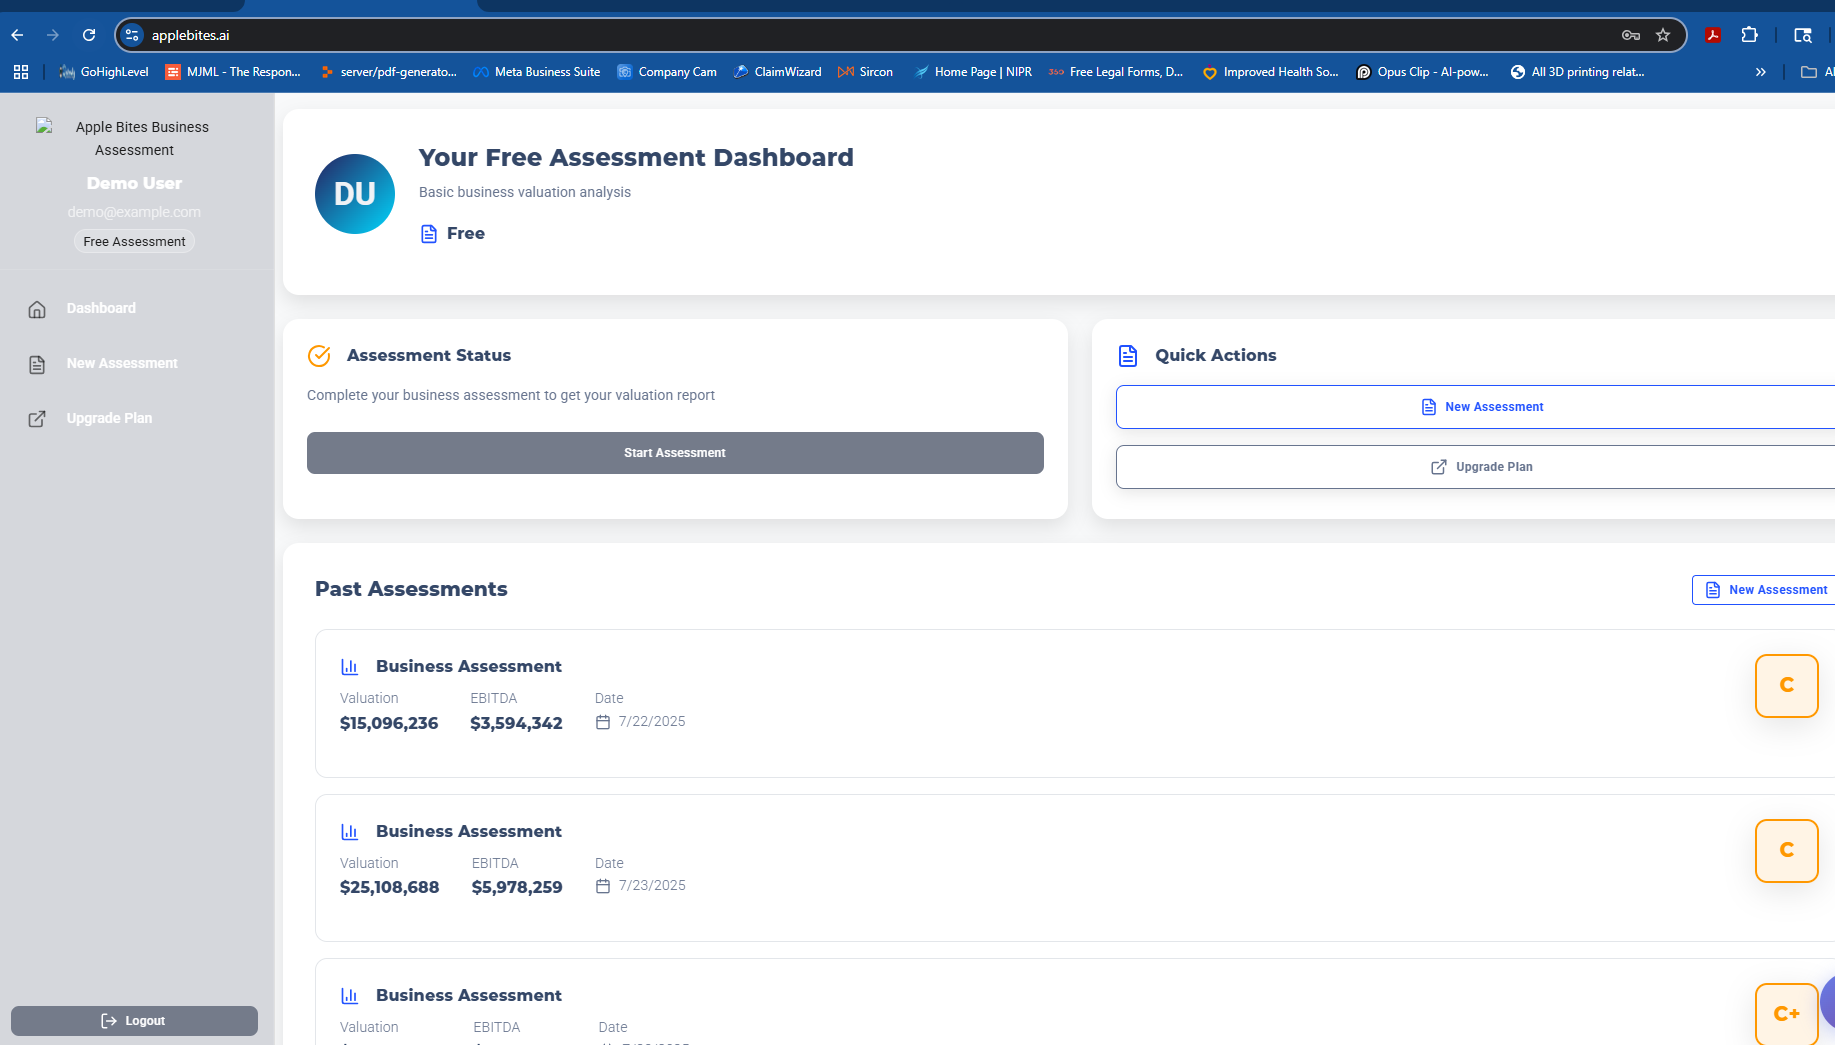 applebites.ai
GoHighLevel
MJML - The Respon...
server/pdf-generato...
Meta Business Suite
Company Cam
ClaimWizard
Sircon
Home Page | NIPR
Free Legal Forms, D...
Improved Health So...
Opus Clip - AI-pow...
All 3D printing relat...
Apple Bites Business
Assessment
Demo User
demo@example.com
Free Assessment
Dashboard
New Assessment
Upgrade Plan
Logout
DU
Your Free Assessment Dashboard
Basic business valuation analysis
Free
Assessment Status
Complete your business assessment to get your valuation report
Start Assessment
Quick Actions
New Assessment
Upgrade Plan
Past Assessments
New Assessment
Business Assessment
Valuation EBITDA Date
$15,096,236 $3,594,342 7/22/2025
C
Business Assessment
Valuation EBITDA Date
$25,108,688 $5,978,259 7/23/2025
C
Business Assessment
Valuation EBITDA Date
C+